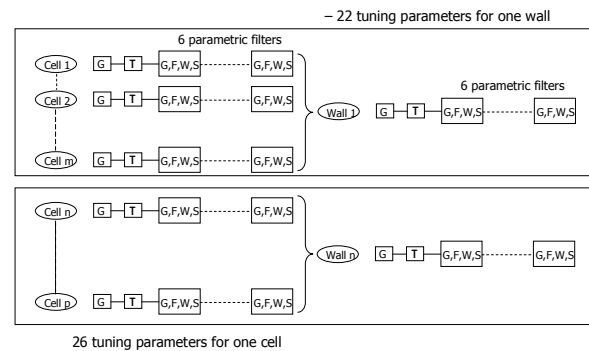 – 22 tuning parameters for one wall
6 parametric filters
Cell 1 G T G,F,W,S G,F,W,S
6 parametric filters
Cell 2 G T G,F,W,S G,F,W,S
Wall 1 G T G,F,W,S G,F,W,S
Cell m G T G,F,W,S G,F,W,S
Cell n G T G,F,W,S G,F,W,S
Wall n G T G,F,W,S G,F,W,S
Cell p G T G,F,W,S G,F,W,S
26 tuning parameters for one cell